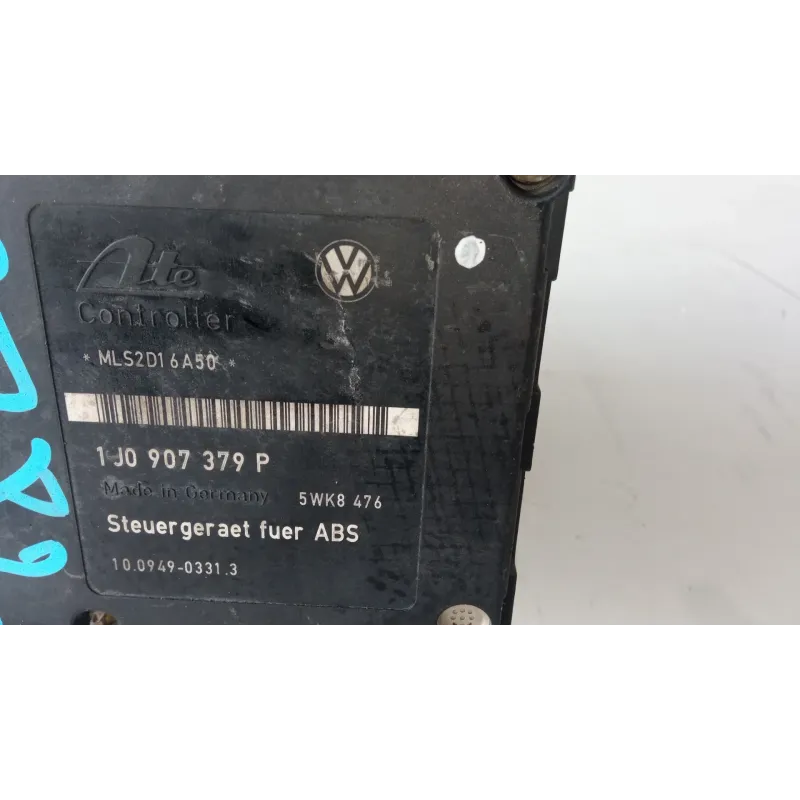 Ate
Controller
* MLS2D16A50 *
1J0 907 379 P
Made in Germany 5WK8 476
Steuergeraet fuer ABS
10.0949-0331.3